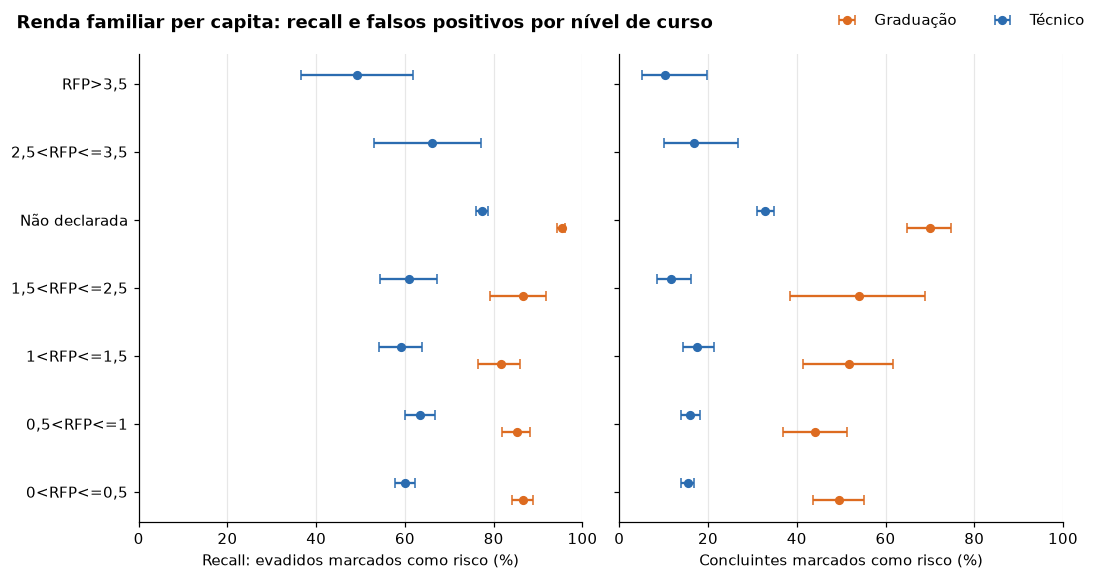 Renda familiar per capita: recall e falsos positivos por nível de curso
Graduação
Técnico
RFP>3,5
2,5<RFP<=3,5
Não declarada
1,5<RFP<=2,5
1<RFP<=1,5
0,5<RFP<=1
0<RFP<=0,5
0 20 40 60 80 100
Recall: evadidos marcados como risco (%)
0 20 40 60 80 100
Concluintes marcados como risco (%)